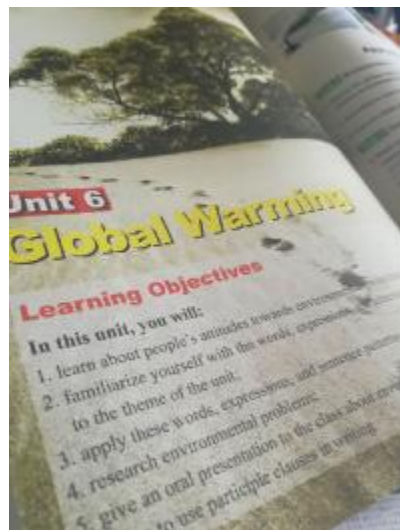 Unit 6
Global Warming
Learning Objectives
In this unit, you will:
1. learn about people's attitudes towards
2. familiarize yourself with the words, expressions,
to the theme of the unit;
3. apply these words, expressions, and sentence
4. research environmental problems;
5. give an oral presentation to the class about
to use participle clauses in writing.